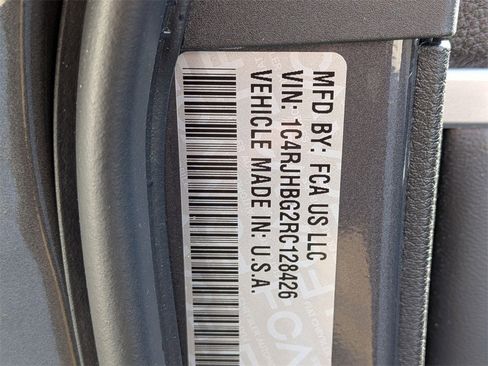 MFD BY: FCA US LLC
VIN: 1C4RJHBG2RC128426
VEHICLE MADE IN: U.S.A.